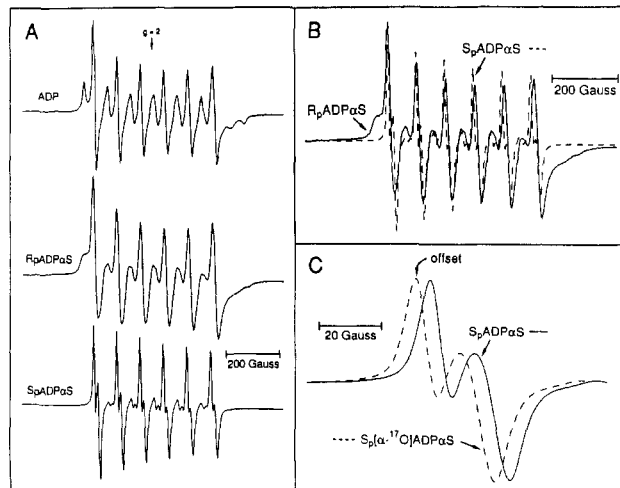 A
g = 2
ADP
RpADPαS
SpADPαS
200 Gauss
B
SpADPαS ---
RpADPαS
200 Gauss
C
offset
20 Gauss
SpADPαS —
--- Sp[α-¹⁷O]ADPαS